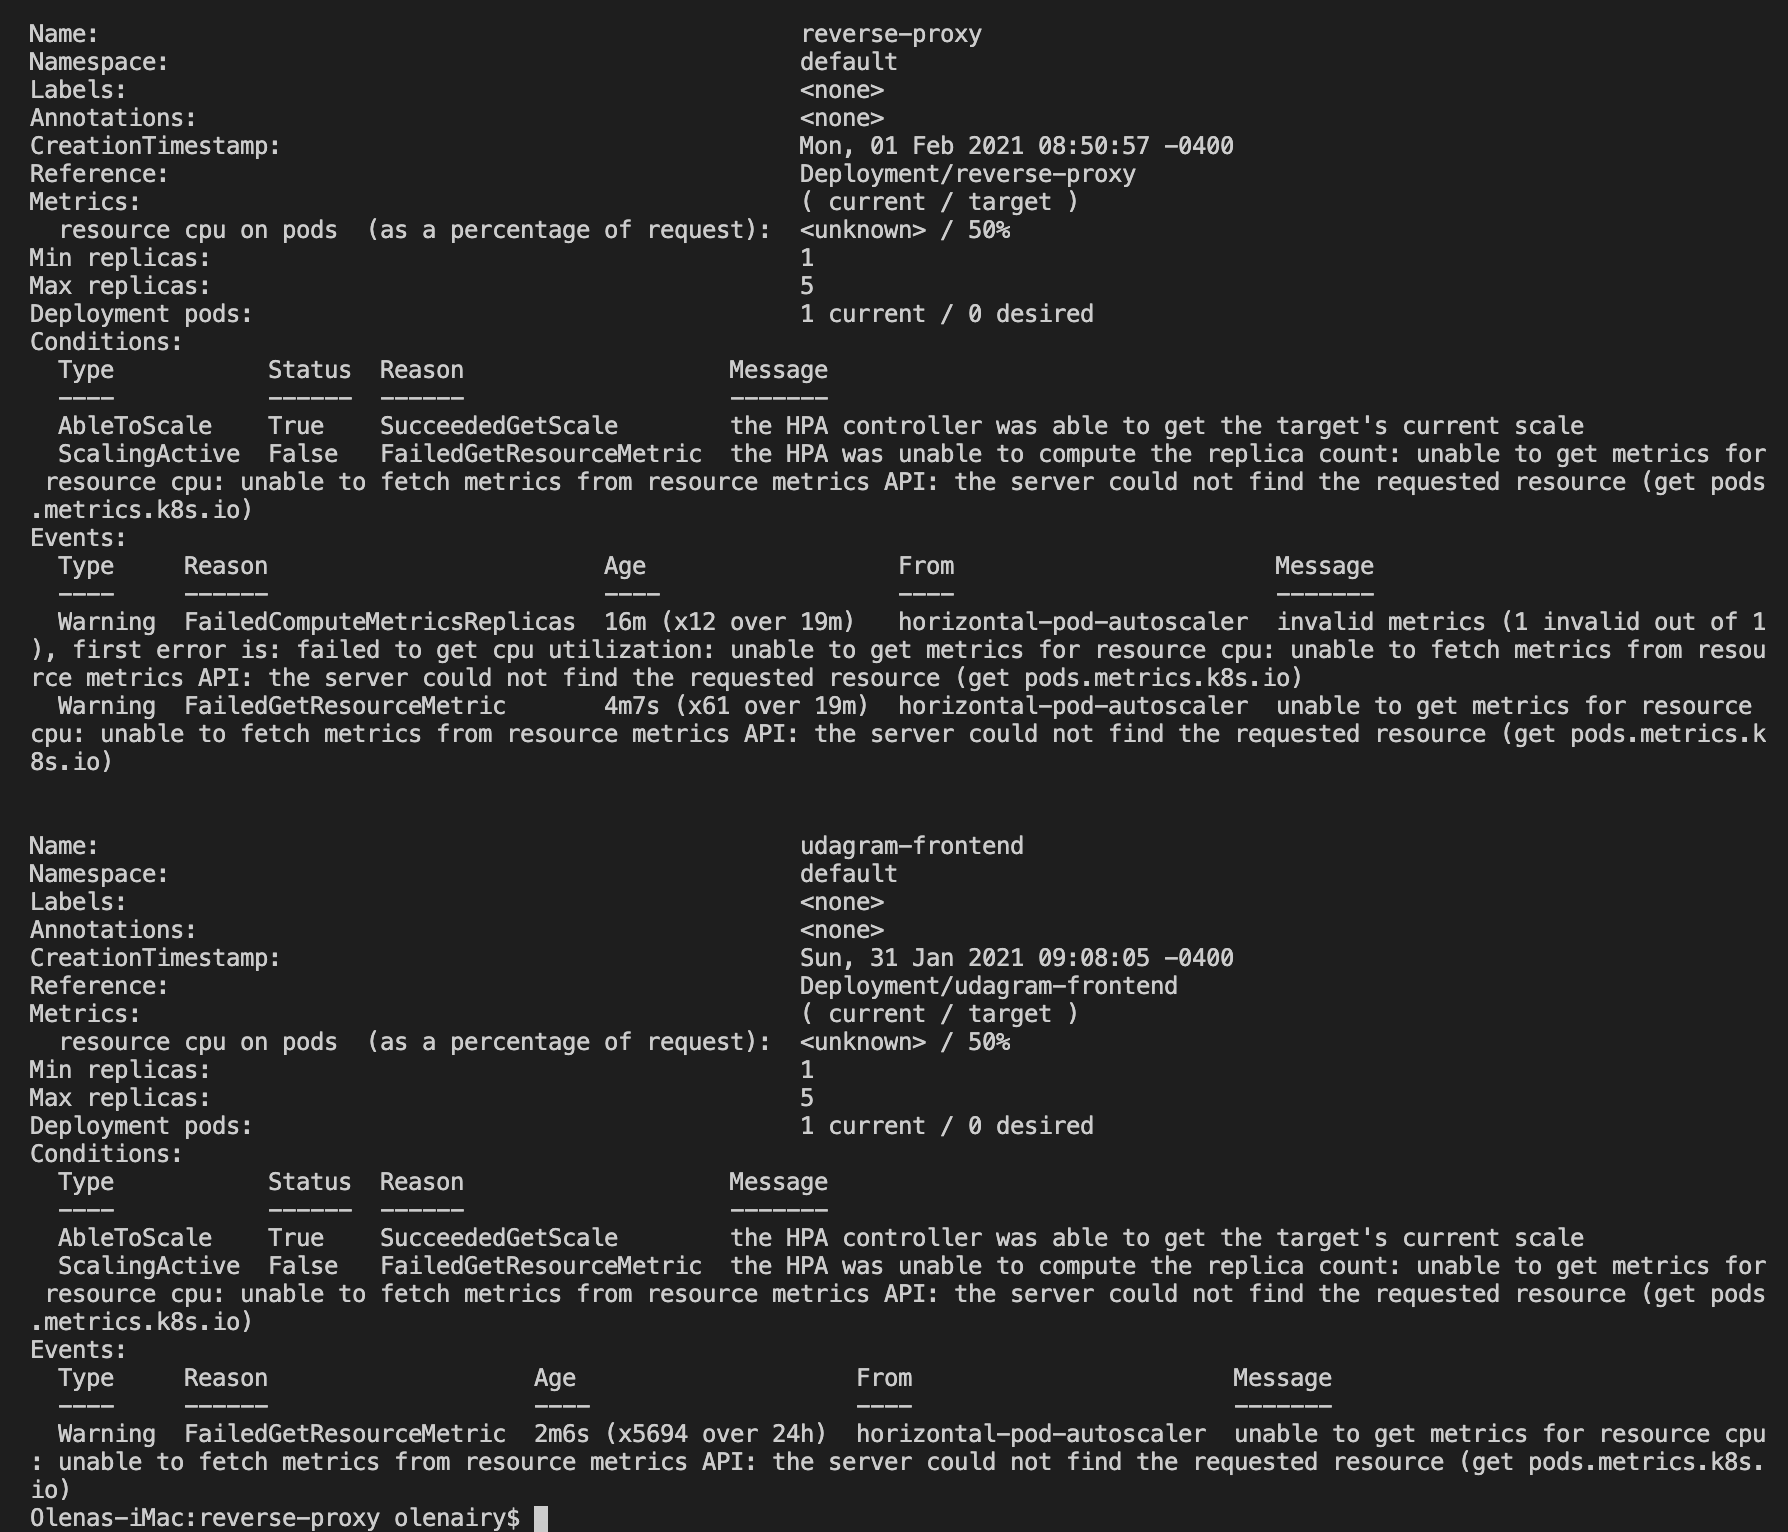 Name:                                                  reverse-proxy
Namespace:                                             default
Labels:                                                <none>
Annotations:                                           <none>
CreationTimestamp:                                     Mon, 01 Feb 2021 08:50:57 -0400
Reference:                                             Deployment/reverse-proxy
Metrics:                                               ( current / target )
  resource cpu on pods  (as a percentage of request):  <unknown> / 50%
Min replicas:                                          1
Max replicas:                                          5
Deployment pods:                                       1 current / 0 desired
Conditions:
  Type           Status  Reason                   Message
  ----           ------  ------                   -------
  AbleToScale    True    SucceededGetScale        the HPA controller was able to get the target's current scale
  ScalingActive  False   FailedGetResourceMetric  the HPA was unable to compute the replica count: unable to get metrics for
 resource cpu: unable to fetch metrics from resource metrics API: the server could not find the requested resource (get pods
.metrics.k8s.io)
Events:
  Type     Reason                        Age                  From                       Message
  ----     ------                        ----                 ----                       -------
  Warning  FailedComputeMetricsReplicas  16m (x12 over 19m)   horizontal-pod-autoscaler  invalid metrics (1 invalid out of 1
), first error is: failed to get cpu utilization: unable to get metrics for resource cpu: unable to fetch metrics from resou
rce metrics API: the server could not find the requested resource (get pods.metrics.k8s.io)
  Warning  FailedGetResourceMetric       4m7s (x61 over 19m)  horizontal-pod-autoscaler  unable to get metrics for resource
cpu: unable to fetch metrics from resource metrics API: the server could not find the requested resource (get pods.metrics.k
8s.io)
Name:                                                  udagram-frontend
Namespace:                                             default
Labels:                                                <none>
Annotations:                                           <none>
CreationTimestamp:                                     Sun, 31 Jan 2021 09:08:05 -0400
Reference:                                             Deployment/udagram-frontend
Metrics:                                               ( current / target )
  resource cpu on pods  (as a percentage of request):  <unknown> / 50%
Min replicas:                                          1
Max replicas:                                          5
Deployment pods:                                       1 current / 0 desired
Conditions:
  Type           Status  Reason                   Message
  ----           ------  ------                   -------
  AbleToScale    True    SucceededGetScale        the HPA controller was able to get the target's current scale
  ScalingActive  False   FailedGetResourceMetric  the HPA was unable to compute the replica count: unable to get metrics for
 resource cpu: unable to fetch metrics from resource metrics API: the server could not find the requested resource (get pods
.metrics.k8s.io)
Events:
  Type     Reason                   Age                  From                       Message
  ----     ------                   ----                 ----                       -------
  Warning  FailedGetResourceMetric  2m6s (x5694 over 24h)  horizontal-pod-autoscaler  unable to get metrics for resource cpu
: unable to fetch metrics from resource metrics API: the server could not find the requested resource (get pods.metrics.k8s.
io)
Olenas-iMac:reverse-proxy olenairy$